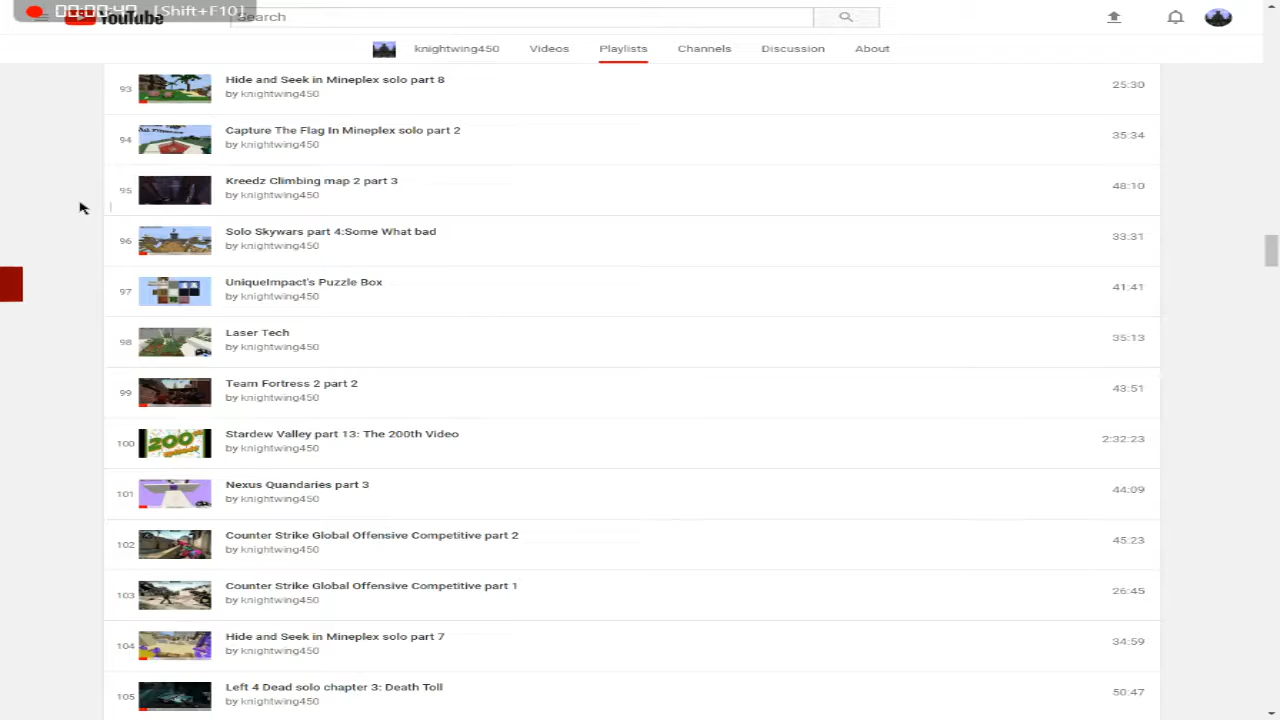 00:00:49 [Shift+F10]
YouTube
Search
knightwing450 Videos Playlists Channels Discussion About
93 Hide and Seek in Mineplex solo part 8 25:30
by knightwing450
94 Capture The Flag In Mineplex solo part 2 35:34
by knightwing450
95 Kreedz Climbing map 2 part 3 48:10
by knightwing450
96 Solo Skywars part 4:Some What bad 33:31
by knightwing450
97 UniqueImpact's Puzzle Box 41:41
by knightwing450
98 Laser Tech 35:13
by knightwing450
99 Team Fortress 2 part 2 43:51
by knightwing450
100 Stardew Valley part 13: The 200th Video 2:32:23
by knightwing450
101 Nexus Quandaries part 3 44:09
by knightwing450
102 Counter Strike Global Offensive Competitive part 2 45:23
by knightwing450
103 Counter Strike Global Offensive Competitive part 1 26:45
by knightwing450
104 Hide and Seek in Mineplex solo part 7 34:59
by knightwing450
105 Left 4 Dead solo chapter 3: Death Toll 50:47
by knightwing450